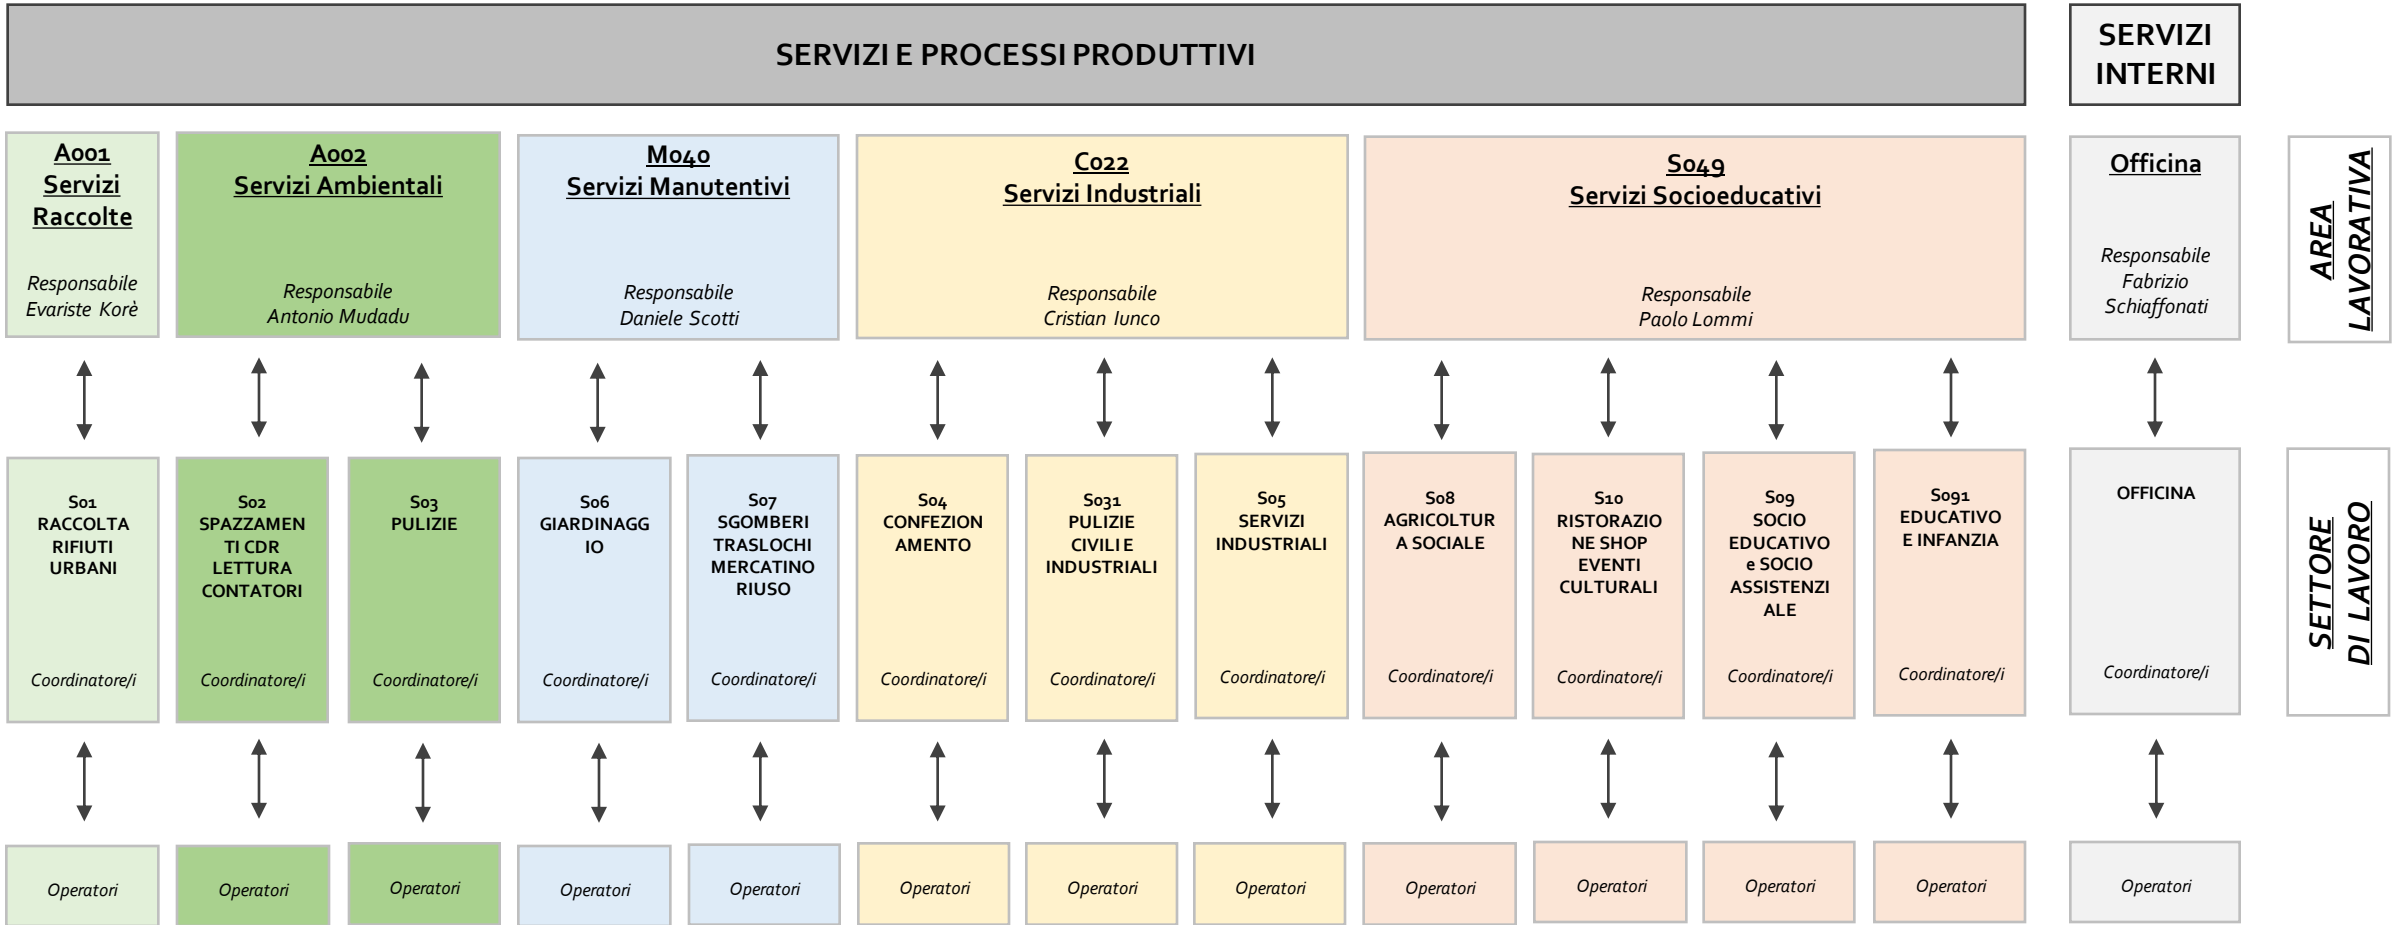 SERVIZI E PROCESSI PRODUTTIVI
SERVIZI
INTERNI
A001
Servizi
Raccolte
Responsabile
Evariste Korè
A002
Servizi Ambientali
Responsabile
Antonio Mudadu
M040
Servizi Manutentivi
Responsabile
Daniele Scotti
C022
Servizi Industriali
Responsabile
Cristian Iunco
S049
Servizi Socioeducativi
Responsabile
Paolo Lommi
Officina
Responsabile
Fabrizio
Schiaffonati
AREA
LAVORATIVA
S01
RACCOLTA
RIFIUTI
URBANI
Coordinatore/i
S02
SPAZZAMEN
TI CDR
LETTURA
CONTATORI
Coordinatore/i
S03
PULIZIE
Coordinatore/i
S06
GIARDINAGG
IO
Coordinatore/i
S07
SGOMBERI
TRASLOCHI
MERCATINO
RIUSO
Coordinatore/i
S04
CONFEZION
AMENTO
Coordinatore/i
S031
PULIZIE
CIVILI E
INDUSTRIALI
Coordinatore/i
S05
SERVIZI
INDUSTRIALI
Coordinatore/i
S08
AGRICOLTUR
A SOCIALE
Coordinatore/i
S10
RISTORAZIO
NE SHOP
EVENTI
CULTURALI
Coordinatore/i
S09
SOCIO
EDUCATIVO
e SOCIO
ASSISTENZI
ALE
Coordinatore/i
S091
EDUCATIVO
E INFANZIA
Coordinatore/i
OFFICINA
Coordinatore/i
SETTORE
DI LAVORO
Operatori
Operatori
Operatori
Operatori
Operatori
Operatori
Operatori
Operatori
Operatori
Operatori
Operatori
Operatori
Operatori